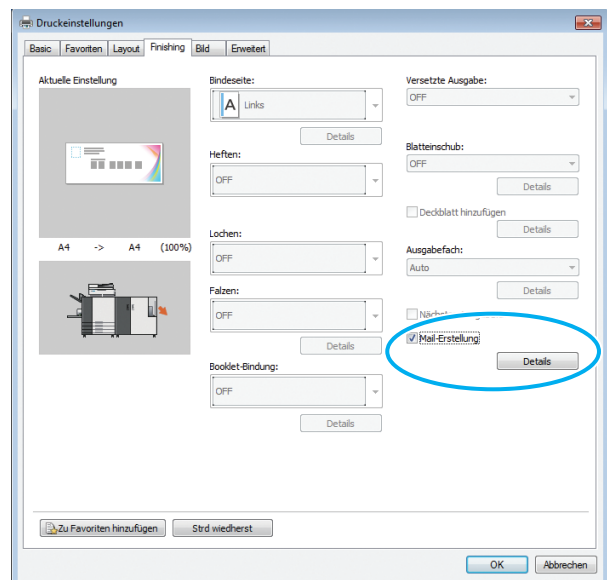 Druckeinstellungen
Basic Favoriten Layout Finishing Bild Erweitert
Aktuelle Einstellung
A4 -> A4 (100%)
Bindeseite:
A Links
Details
Heften:
OFF
Lochen:
OFF
Falzen:
OFF
Details
Booklet-Bindung:
OFF
Details
Versetzte Ausgabe:
OFF
Blatteinschub:
OFF
Details
Deckblatt hinzufügen
Details
Ausgabefach:
Auto
Details
Mail-Erstellung
Details
Zu Favoriten hinzufügen Strd wiedherst
OK Abbrechen